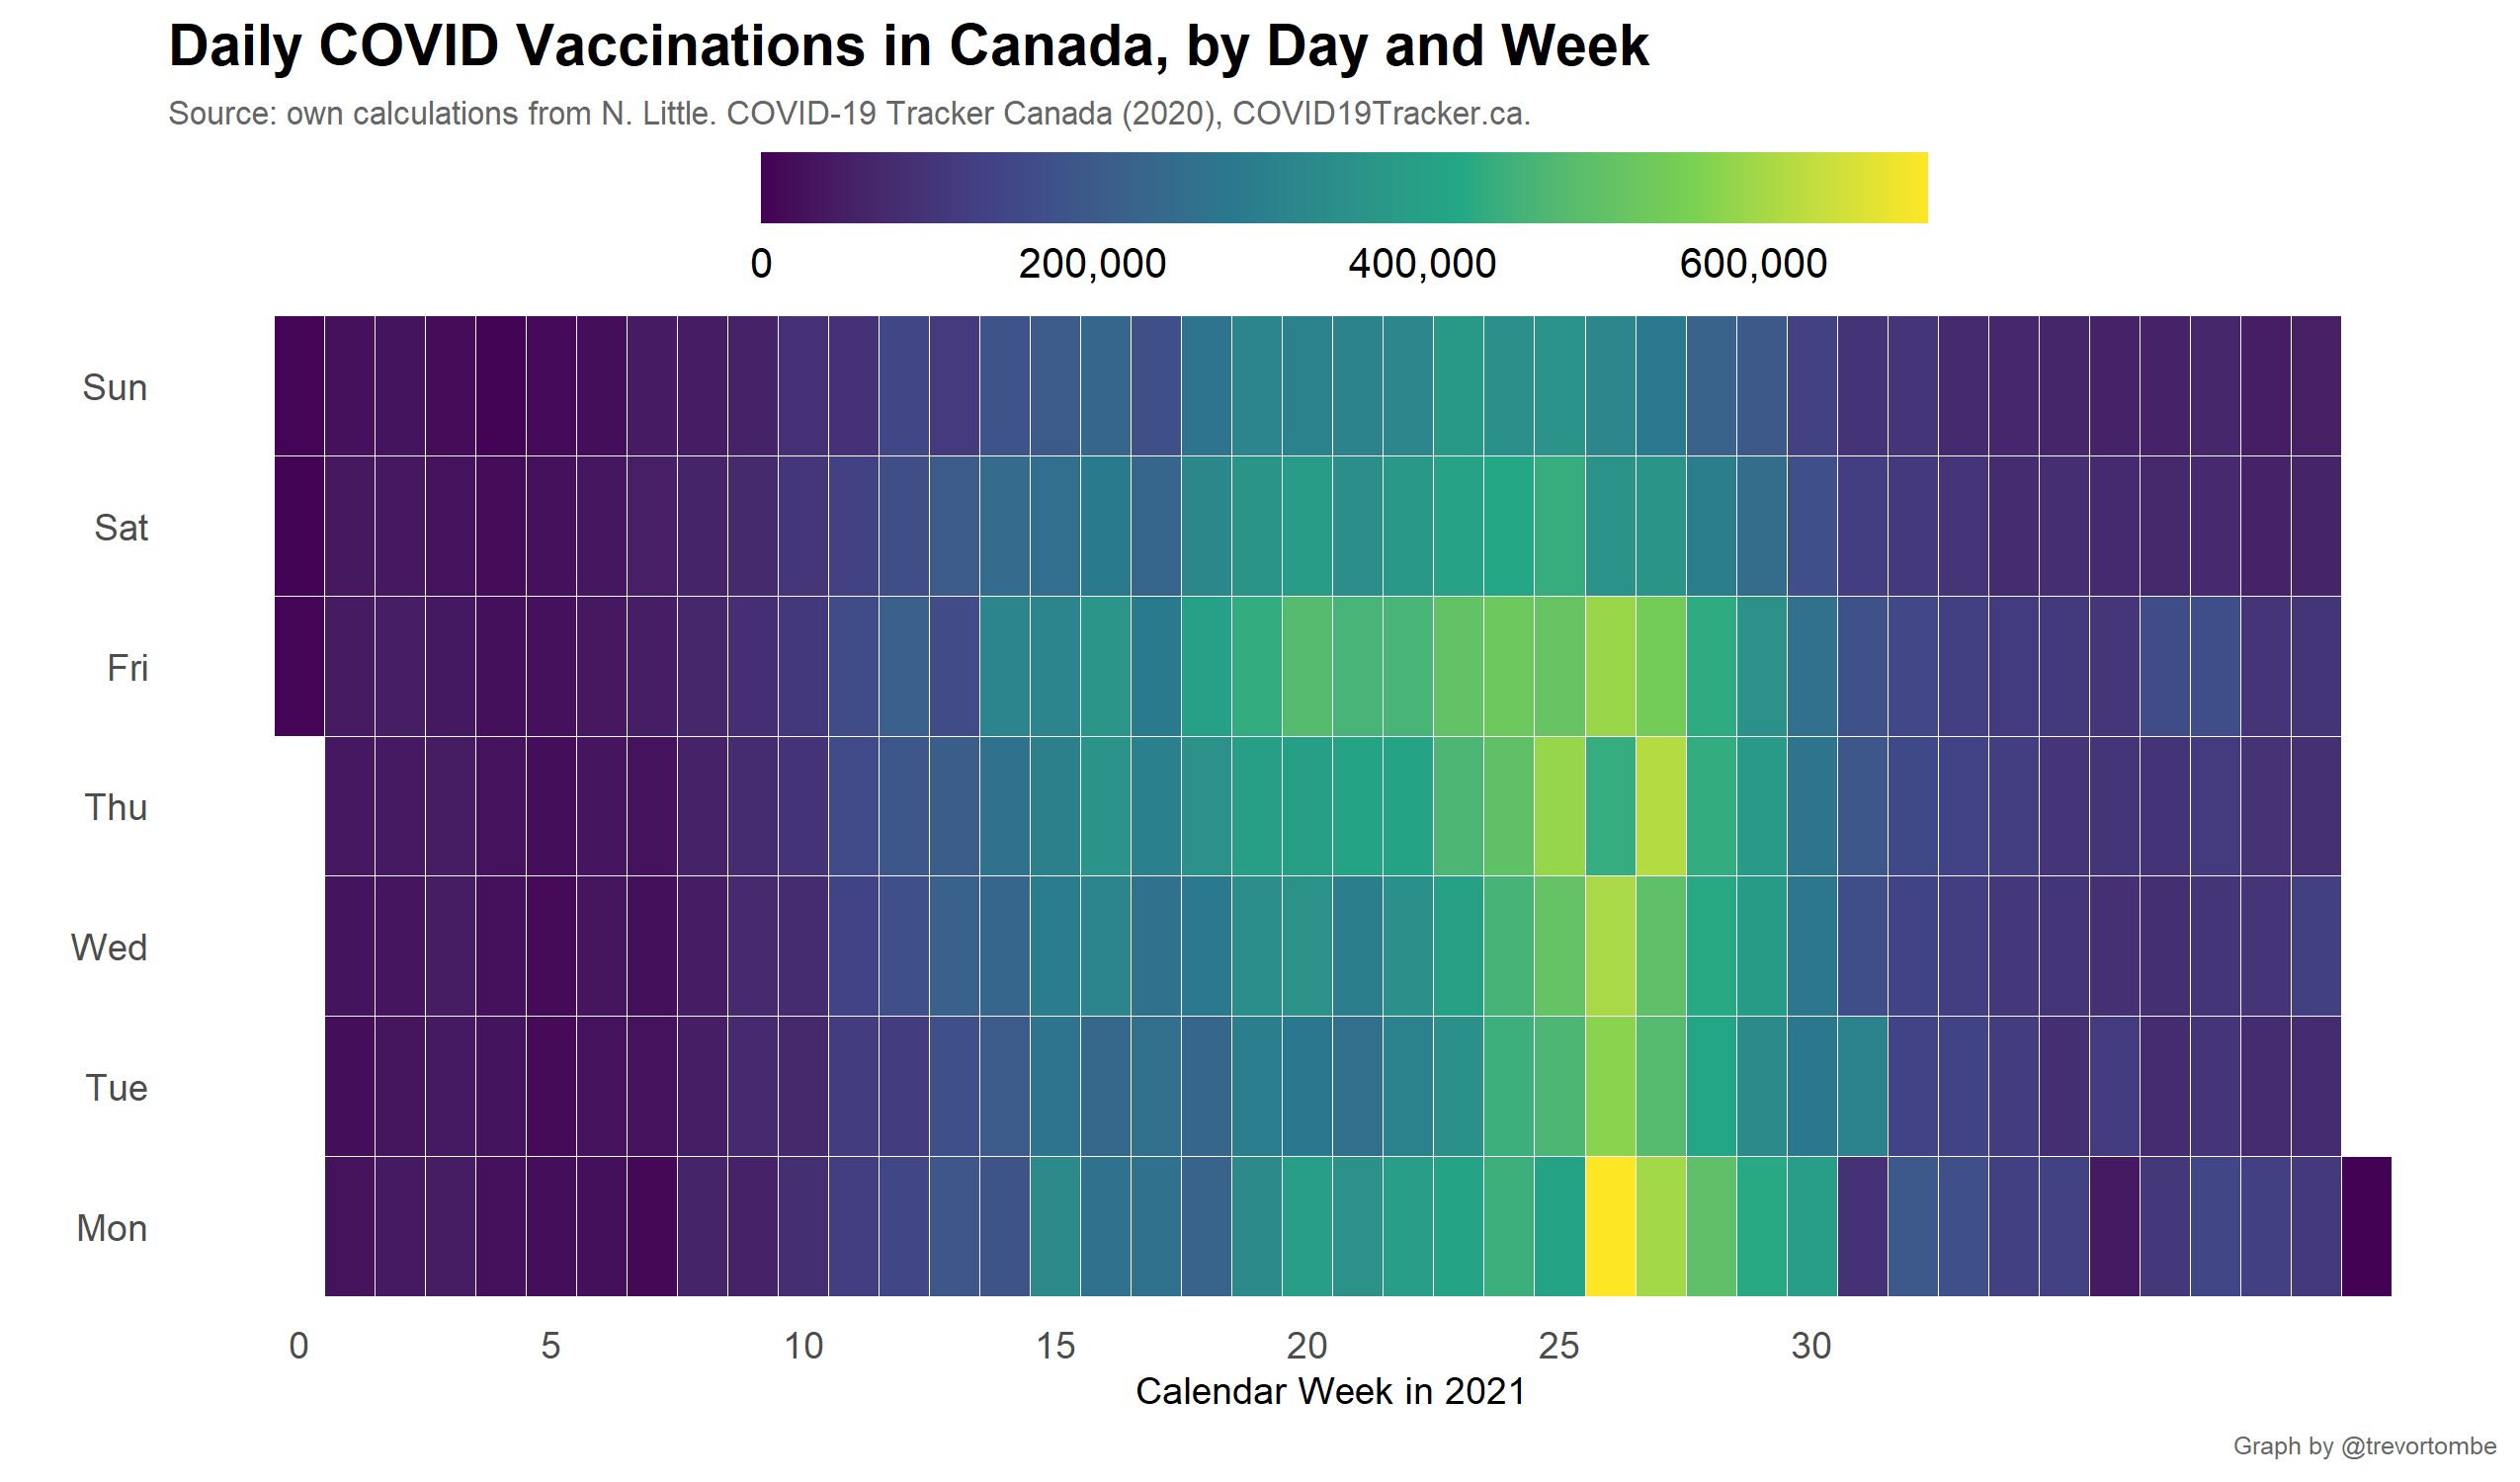 Daily COVID Vaccinations in Canada, by Day and Week
Source: own calculations from N. Little. COVID-19 Tracker Canada (2020), COVID19Tracker.ca.
0 200,000 400,000 600,000
Sun
Sat
Fri
Thu
Wed
Tue
Mon
0 5 10 15 20 25 30
Calendar Week in 2021
Graph by @trevortombe